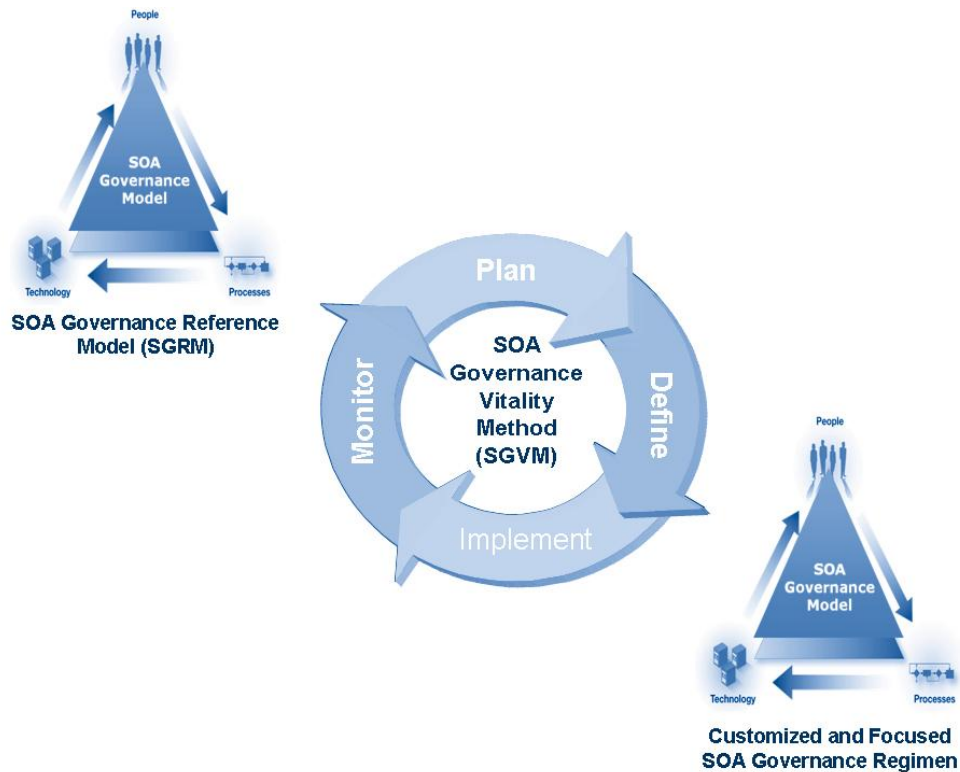 People
SOA
Governance
Model
Technology
Processes
SOA Governance Reference
Model (SGRM)
Plan
Define
Implement
Monitor
SOA
Governance
Vitality
Method
(SGVM)
People
SOA
Governance
Model
Technology
Processes
Customized and Focused
SOA Governance Regimen